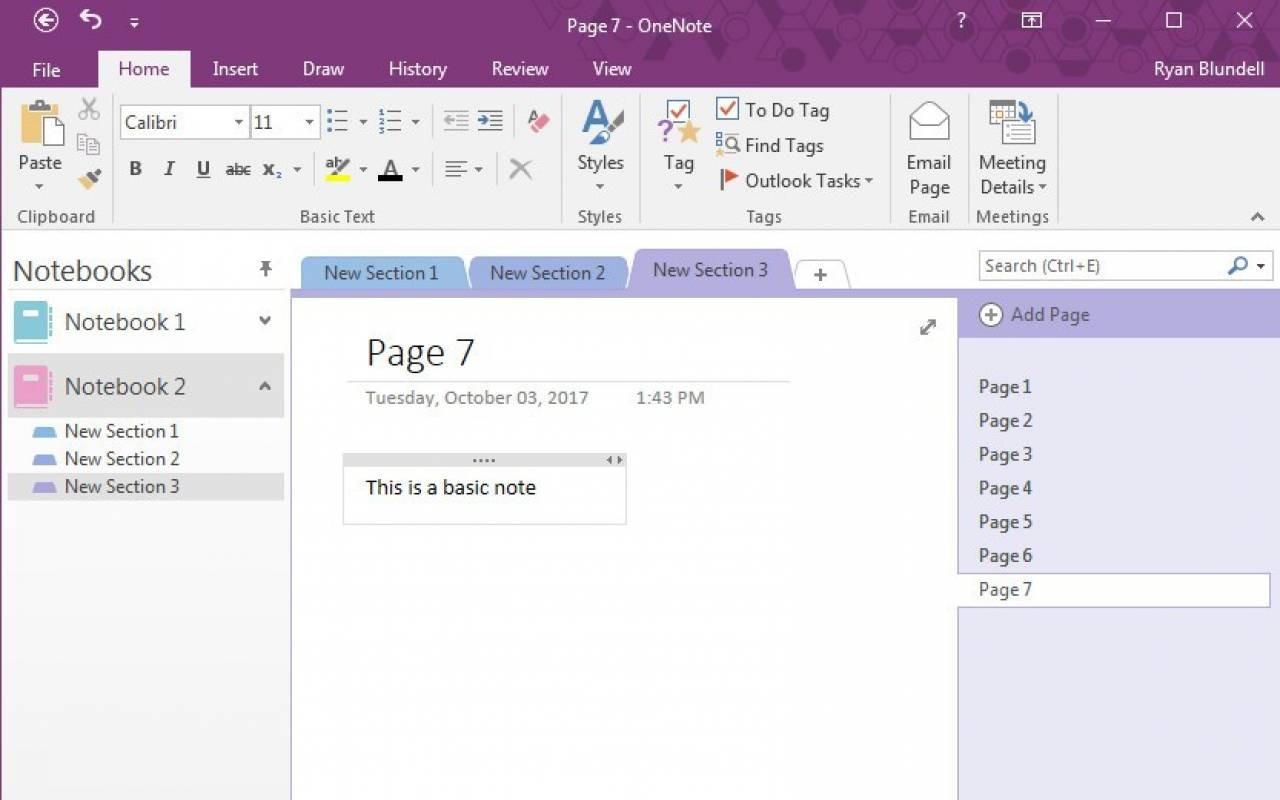 Page 7 - OneNote
?
File Home Insert Draw History Review View Ryan Blundell
Calibri 11
Paste
B I U abc x₂ aby A
Styles
Tag
To Do Tag
Find Tags
Outlook Tasks
Email Page
Meeting Details
Clipboard Basic Text Styles Tags Email Meetings
Notebooks
Notebook 1
Notebook 2
New Section 1
New Section 2
New Section 3
New Section 1 New Section 2 New Section 3 +
Search (Ctrl+E)
Page 7
Tuesday, October 03, 2017 1:43 PM
This is a basic note
Add Page
Page 1
Page 2
Page 3
Page 4
Page 5
Page 6
Page 7